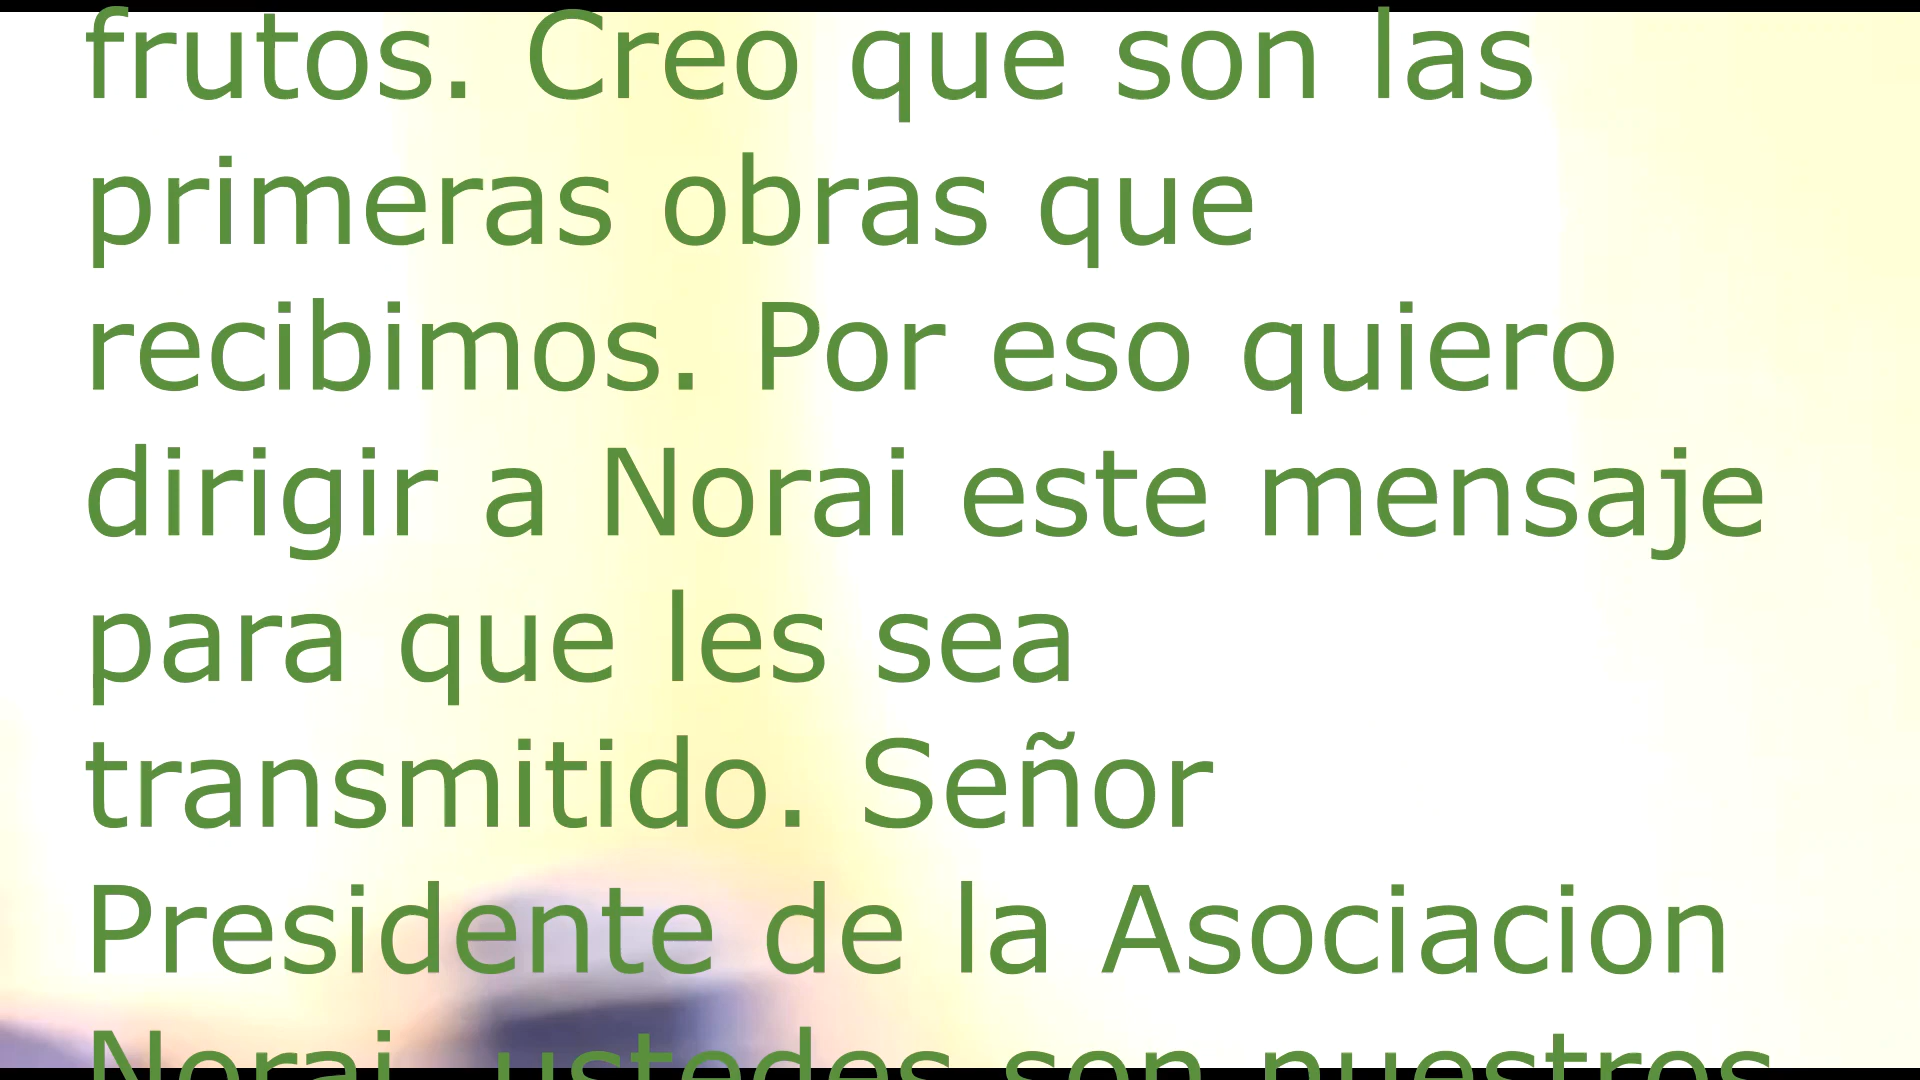 frutos. Creo que son las
primeras obras que
recibimos. Por eso quiero
dirigir a Norai este mensaje
para que les sea
transmitido. Señor
Presidente de la Asociacion
Norai, ustedes son nuestros